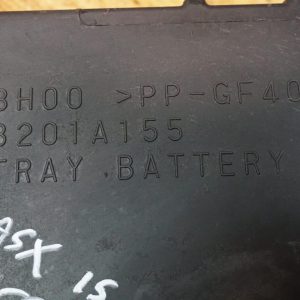 3H00 >PP-GF40
8201A155
TRAY, BATTERY
ASX 15